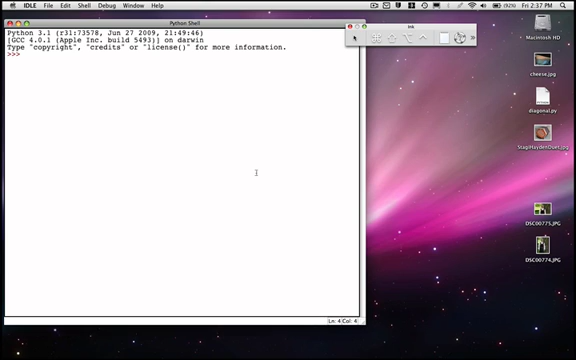 IDLE File Edit Shell Debug Window Help
(92%) Fri 2:37 PM
Python Shell
Python 3.1 (r31:73578, Jun 27 2009, 21:49:46)
[GCC 4.0.1 (Apple Inc. build 5493)] on darwin
Type "copyright", "credits" or "license()" for more information.
>>>
Ink
Macintosh HD
cheese.jpg
diagonal.py
StagiHaydenDuet.jpg
DSC00775.JPG
DSC00774.JPG
Ln: 4 Col: 4